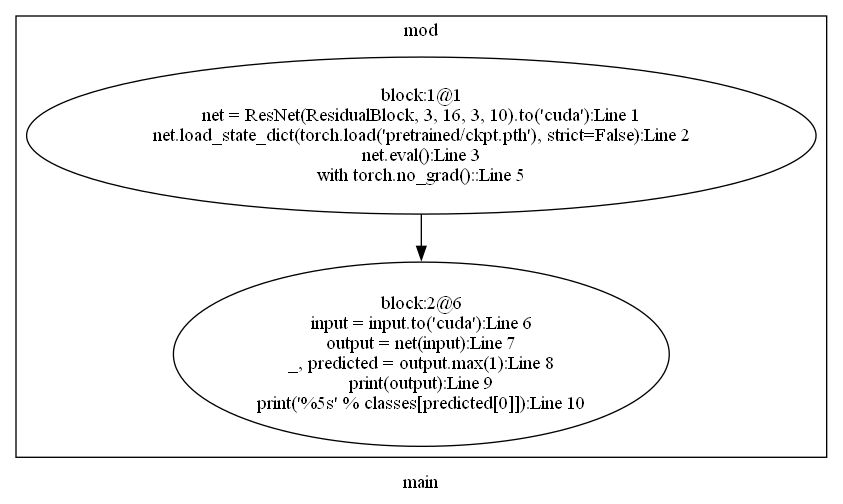 mod
block:1@1
net = ResNet(ResidualBlock, 3, 16, 3, 10).to('cuda'):Line 1
net.load_state_dict(torch.load('pretrained/ckpt.pth'), strict=False):Line 2
net.eval():Line 3
with torch.no_grad()::Line 5
block:2@6
input = input.to('cuda'):Line 6
output = net(input):Line 7
_, predicted = output.max(1):Line 8
print(output):Line 9
print('%5s' % classes[predicted[0]]):Line 10
main